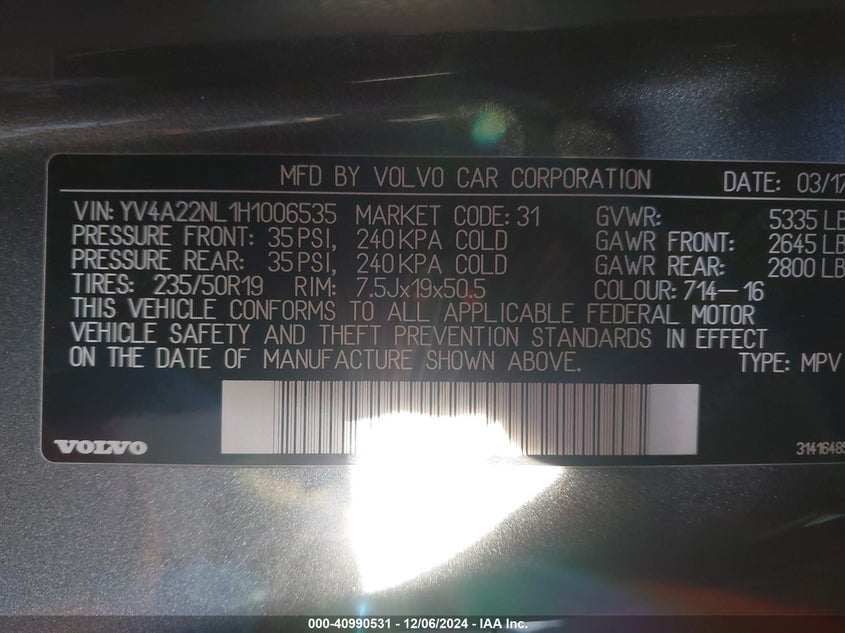 MFD BY VOLVO CAR CORPORATION DATE: 03/17
VIN: YV4A22NL1H1006535 MARKET CODE: 31 GVWR: 5335 LB
PRESSURE FRONT: 35 PSI, 240 KPA COLD GAWR FRONT: 2645 LB
PRESSURE REAR: 35 PSI, 240 KPA COLD GAWR REAR: 2800 LB
TIRES: 235/50R19 RIM: 7.5Jx19x50.5 COLOUR: 714-16
THIS VEHICLE CONFORMS TO ALL APPLICABLE FEDERAL MOTOR
VEHICLE SAFETY AND THEFT PREVENTION STANDARDS IN EFFECT
ON THE DATE OF MANUFACTURE SHOWN ABOVE. TYPE: MPV
VOLVO 3141648
000-40990531 - 12/06/2024 - IAA Inc.